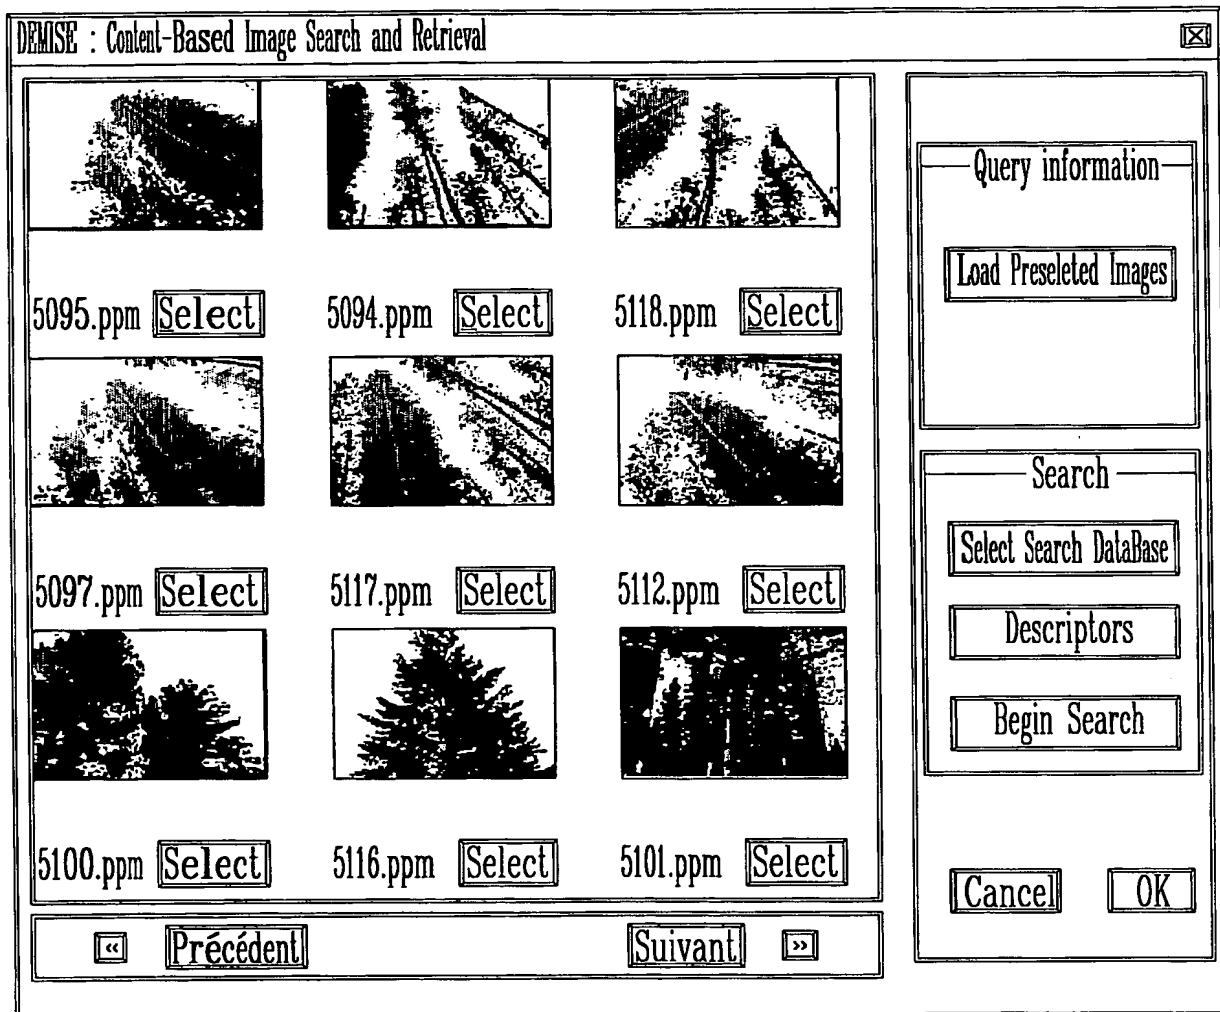 DEMISE : Content-Based Image Search and Retrieval
5095.ppm Select 5094.ppm Select 5118.ppm Select
5097.ppm Select 5117.ppm Select 5112.ppm Select
5100.ppm Select 5116.ppm Select 5101.ppm Select
« Précédent Suivant »
Query information
Load Preseleted Images
Search
Select Search DataBase
Descriptors
Begin Search
Cancel OK